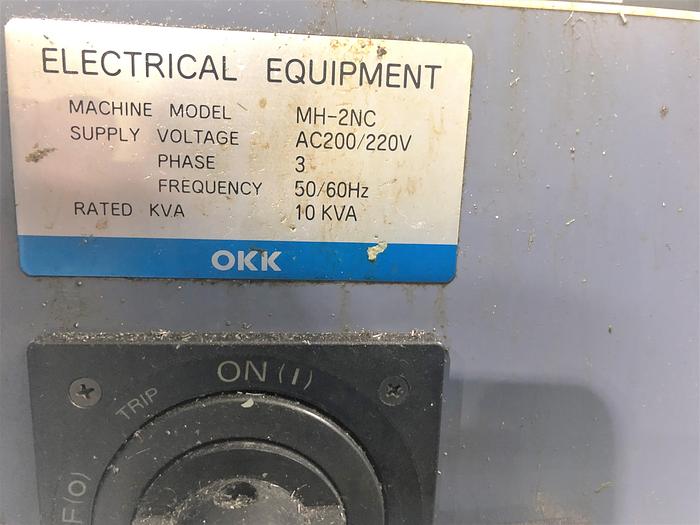 ELECTRICAL EQUIPMENT
MACHINE MODEL MH-2NC
SUPPLY VOLTAGE AC200/220V
PHASE 3
FREQUENCY 50/60Hz
RATED KVA 10 KVA
OKK
ON(I)
TRIP
F(O)